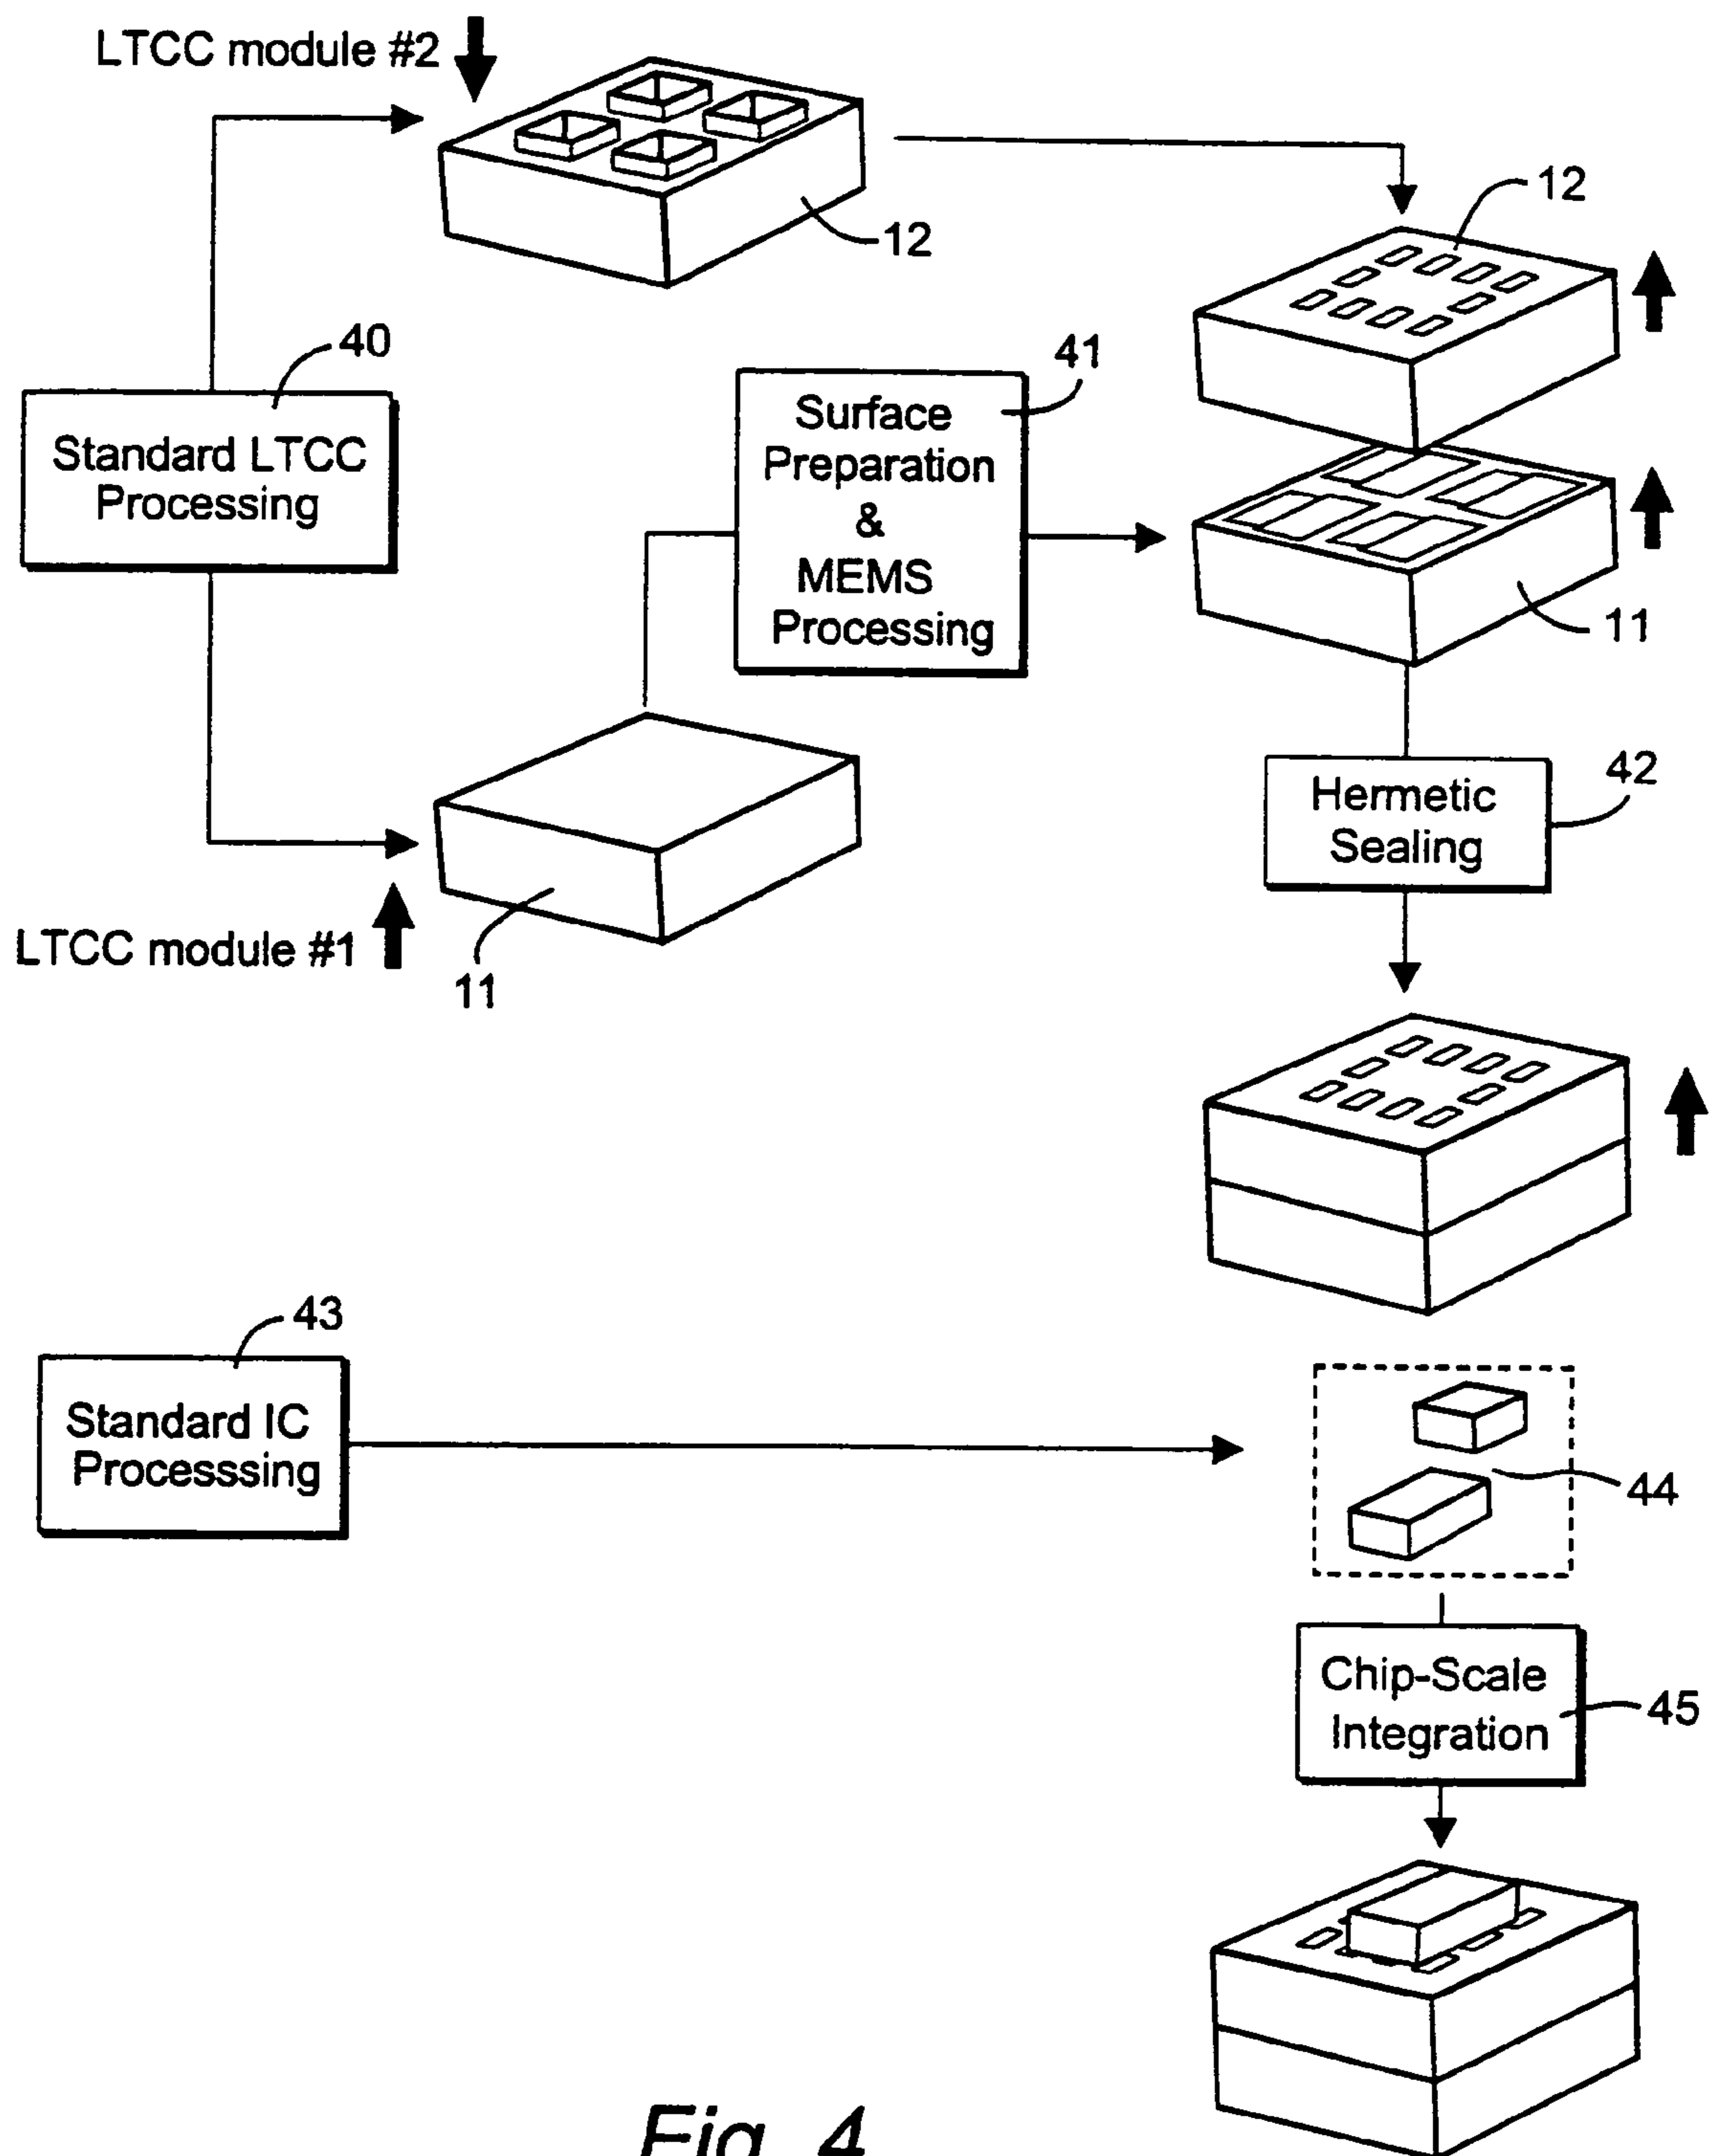 LTCC module #2
12
12
40
41
Standard LTCC
Processing
Surface
Preparation
&
MEMS
Processing
11
42
Hermetic
Sealing
LTCC module #1
11
43
Standard IC
Processsing
44
Chip-Scale
Integration
45
Fig. 4